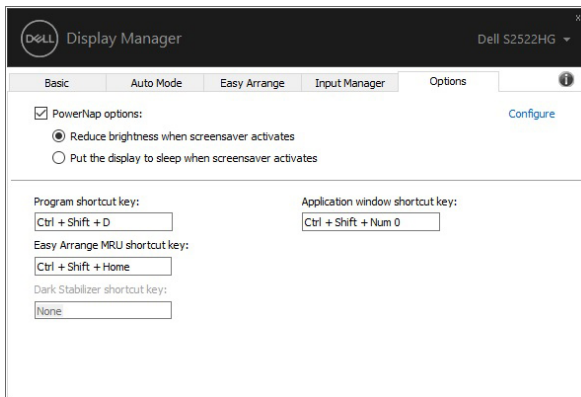 DELL Display Manager
Dell S2522HG
x
Basic
Auto Mode
Easy Arrange
Input Manager
Options
i
PowerNap options:
Configure
Reduce brightness when screensaver activates
Put the display to sleep when screensaver activates
Program shortcut key:
Application window shortcut key:
Ctrl + Shift + D
Ctrl + Shift + Num 0
Easy Arrange MRU shortcut key:
Ctrl + Shift + Home
Dark Stabilizer shortcut key:
None